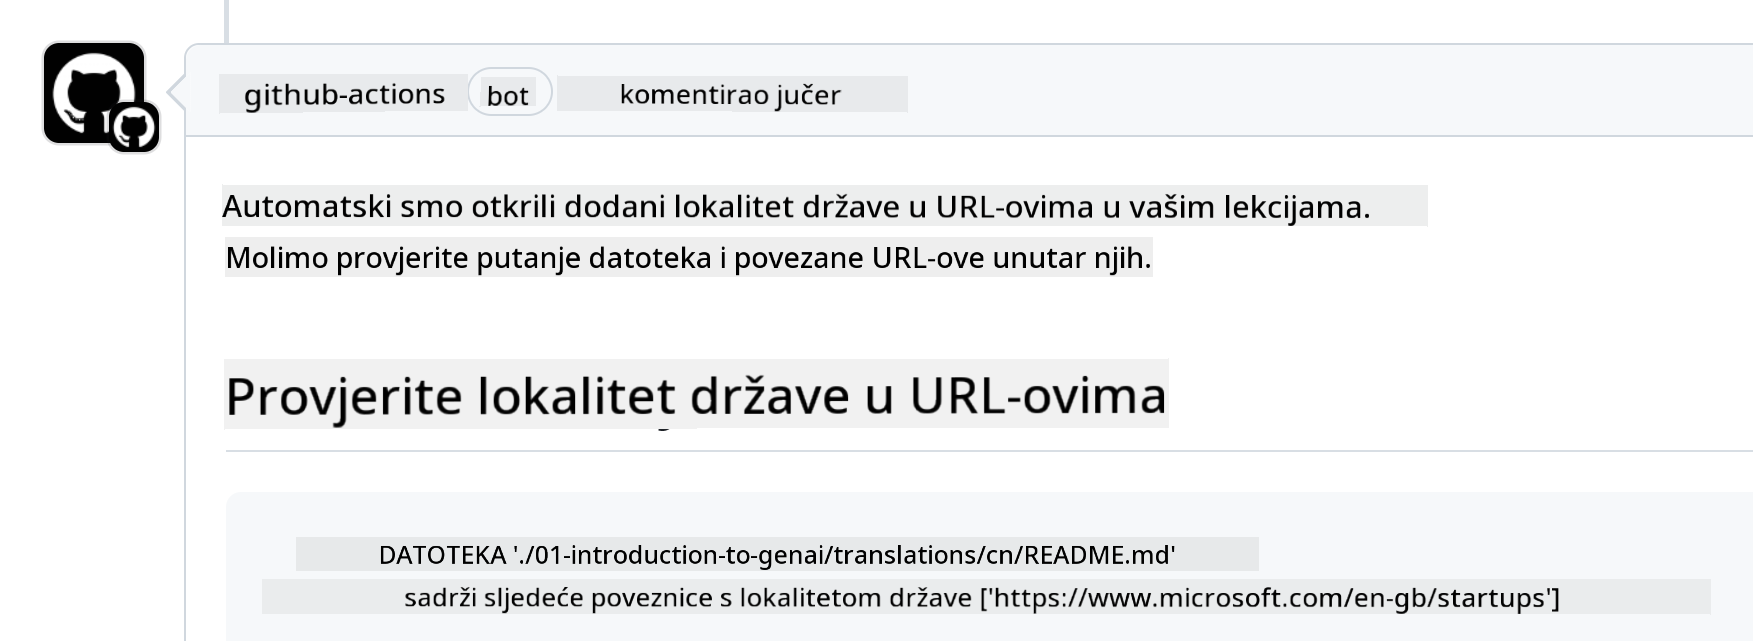 github-actions bot komentirao jučer
Automatski smo otkrili dodani lokalitet države u URL-ovima u vašim lekcijama.
Molimo provjerite putanje datoteka i povezane URL-ove unutar njih.
Provjerite lokalitet države u URL-ovima
DATOTEKA './01-introduction-to-genai/translations/cn/README.md'
sadrži sljedeće poveznice s lokalitetom države ['https://www.microsoft.com/en-gb/startups']